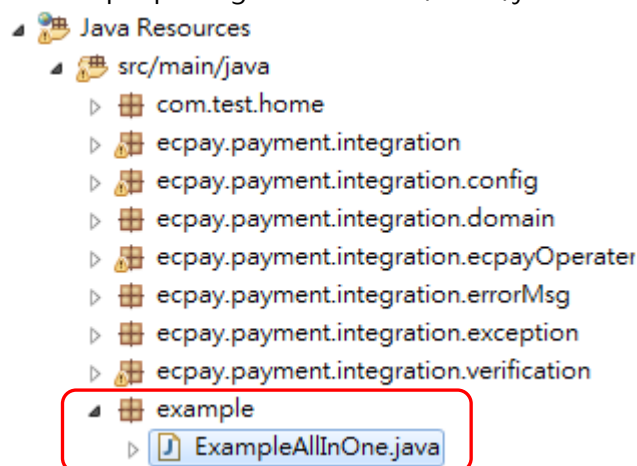 Java Resources
src/main/java
com.test.home
ecpay.payment.integration
ecpay.payment.integration.config
ecpay.payment.integration.domain
ecpay.payment.integration.ecpayOperater
ecpay.payment.integration.errorMsg
ecpay.payment.integration.exception
ecpay.payment.integration.verification
example
ExampleAllInOne.java